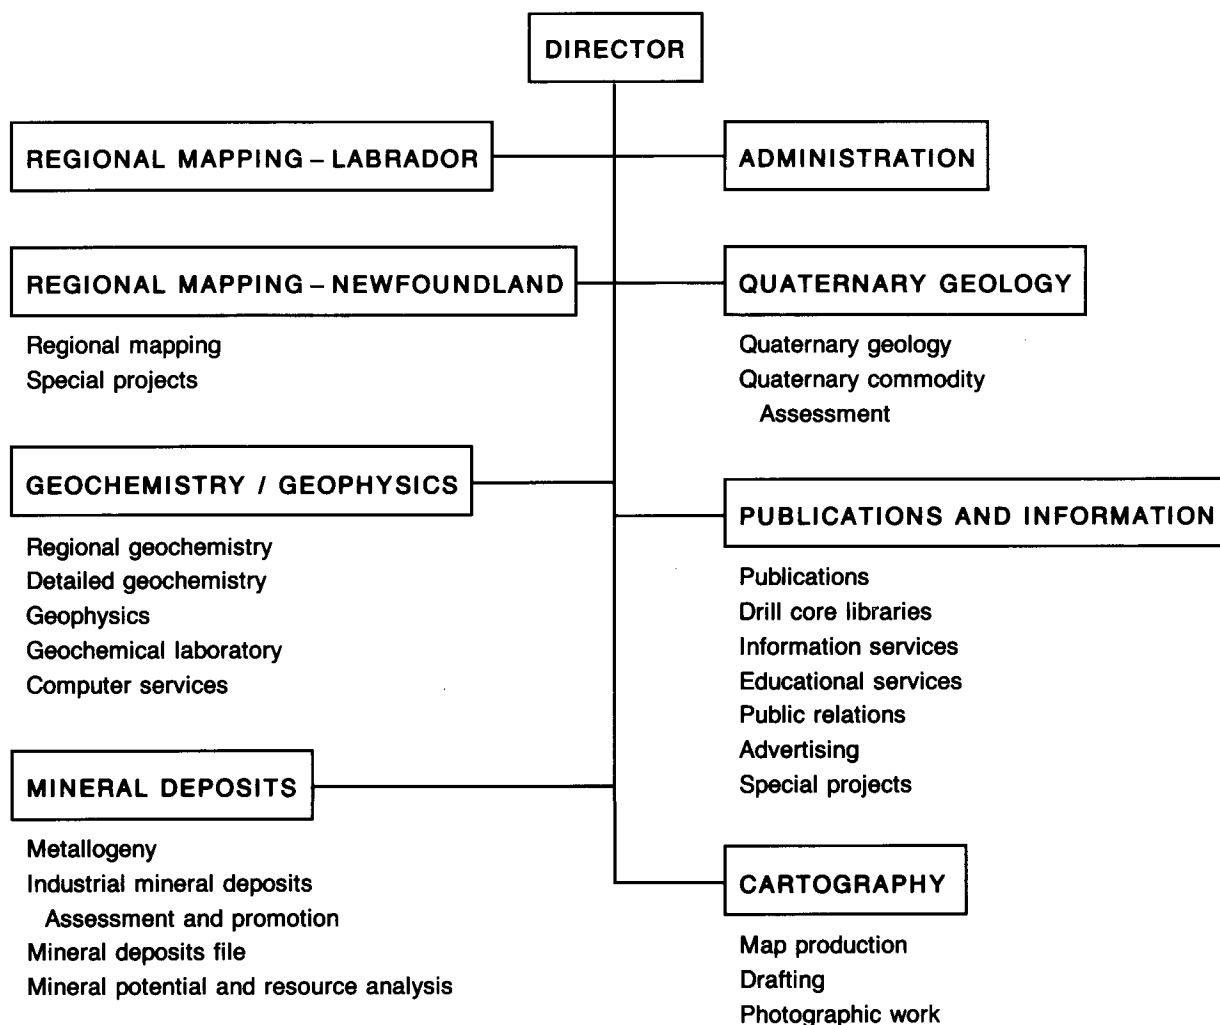 DIRECTOR
REGIONAL MAPPING – LABRADOR
ADMINISTRATION
REGIONAL MAPPING – NEWFOUNDLAND
Regional mapping
Special projects
QUATERNARY GEOLOGY
Quaternary geology
Quaternary commodity
Assessment
GEOCHEMISTRY / GEOPHYSICS
Regional geochemistry
Detailed geochemistry
Geophysics
Geochemical laboratory
Computer services
PUBLICATIONS AND INFORMATION
Publications
Drill core libraries
Information services
Educational services
Public relations
Advertising
Special projects
MINERAL DEPOSITS
Metallogeny
Industrial mineral deposits
Assessment and promotion
Mineral deposits file
Mineral potential and resource analysis
CARTOGRAPHY
Map production
Drafting
Photographic work